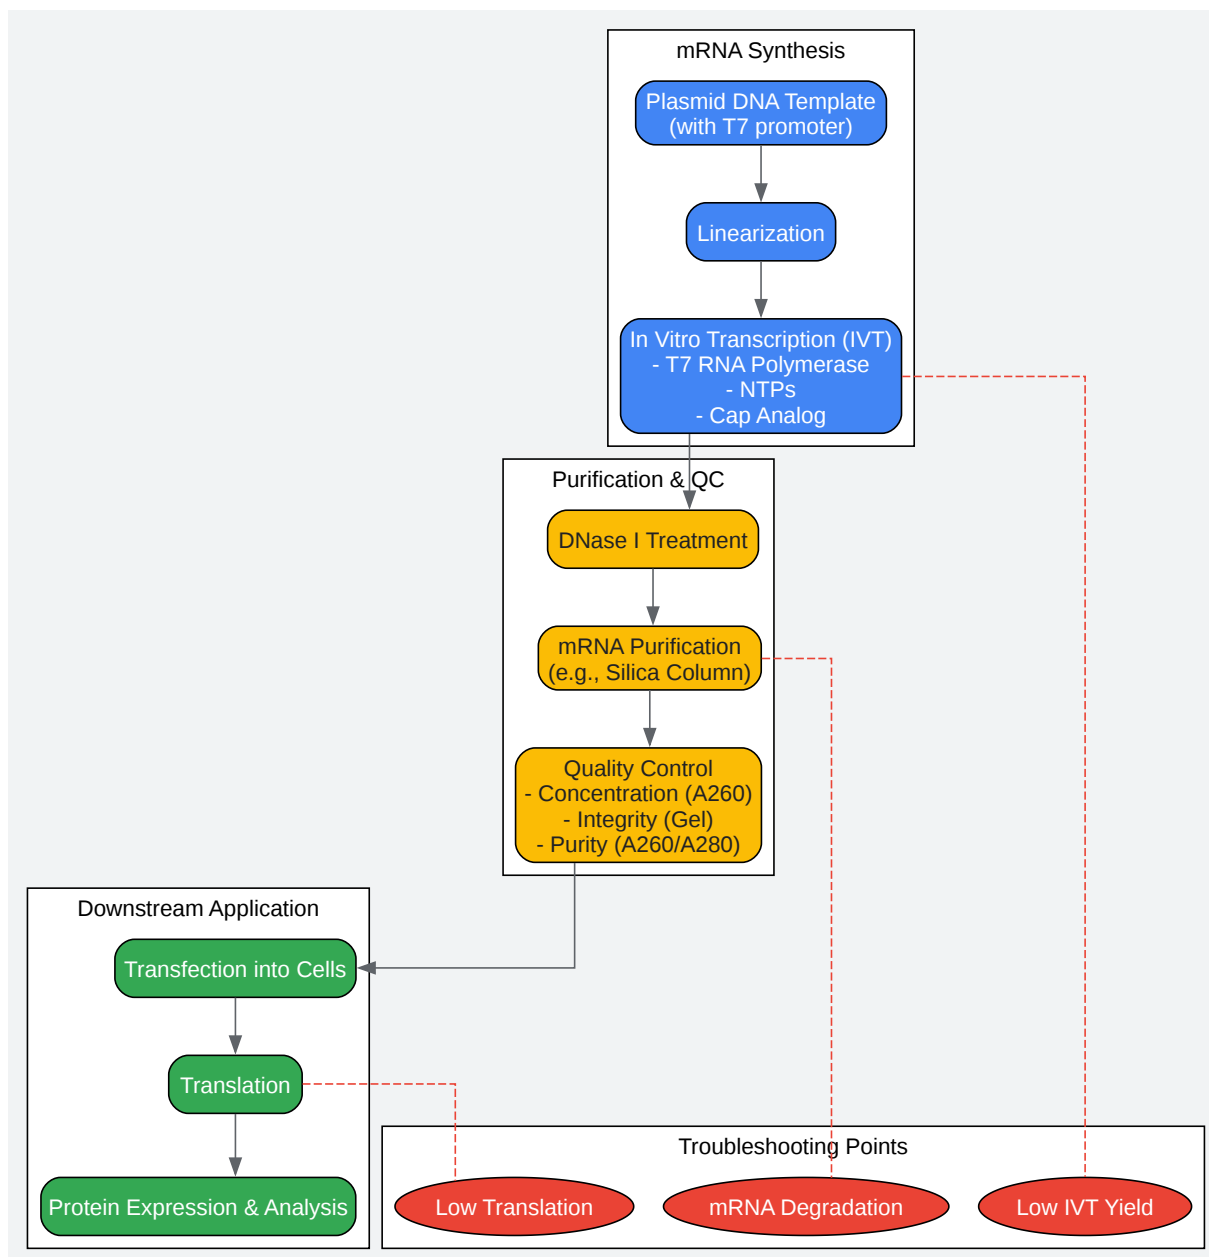 mRNA Synthesis
Plasmid DNA Template
(with T7 promoter)
Linearization
In Vitro Transcription (IVT)
- T7 RNA Polymerase
- NTPs
- Cap Analog
Purification & QC
DNase I Treatment
mRNA Purification
(e.g., Silica Column)
Quality Control
- Concentration (A260)
- Integrity (Gel)
- Purity (A260/A280)
Downstream Application
Transfection into Cells
Translation
Protein Expression & Analysis
Troubleshooting Points
Low Translation
mRNA Degradation
Low IVT Yield